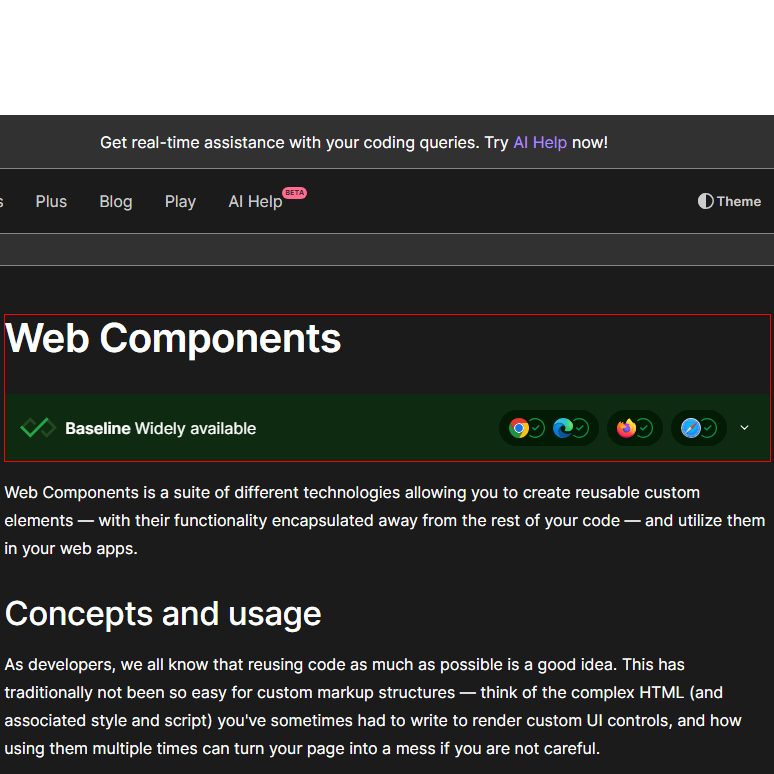 Get real-time assistance with your coding queries. Try AI Help now!
Plus Blog Play AI Help BETA Theme
Web Components
Baseline Widely available
Web Components is a suite of different technologies allowing you to create reusable custom
elements — with their functionality encapsulated away from the rest of your code — and utilize them
in your web apps.
Concepts and usage
As developers, we all know that reusing code as much as possible is a good idea. This has
traditionally not been so easy for custom markup structures — think of the complex HTML (and
associated style and script) you've sometimes had to write to render custom UI controls, and how
using them multiple times can turn your page into a mess if you are not careful.